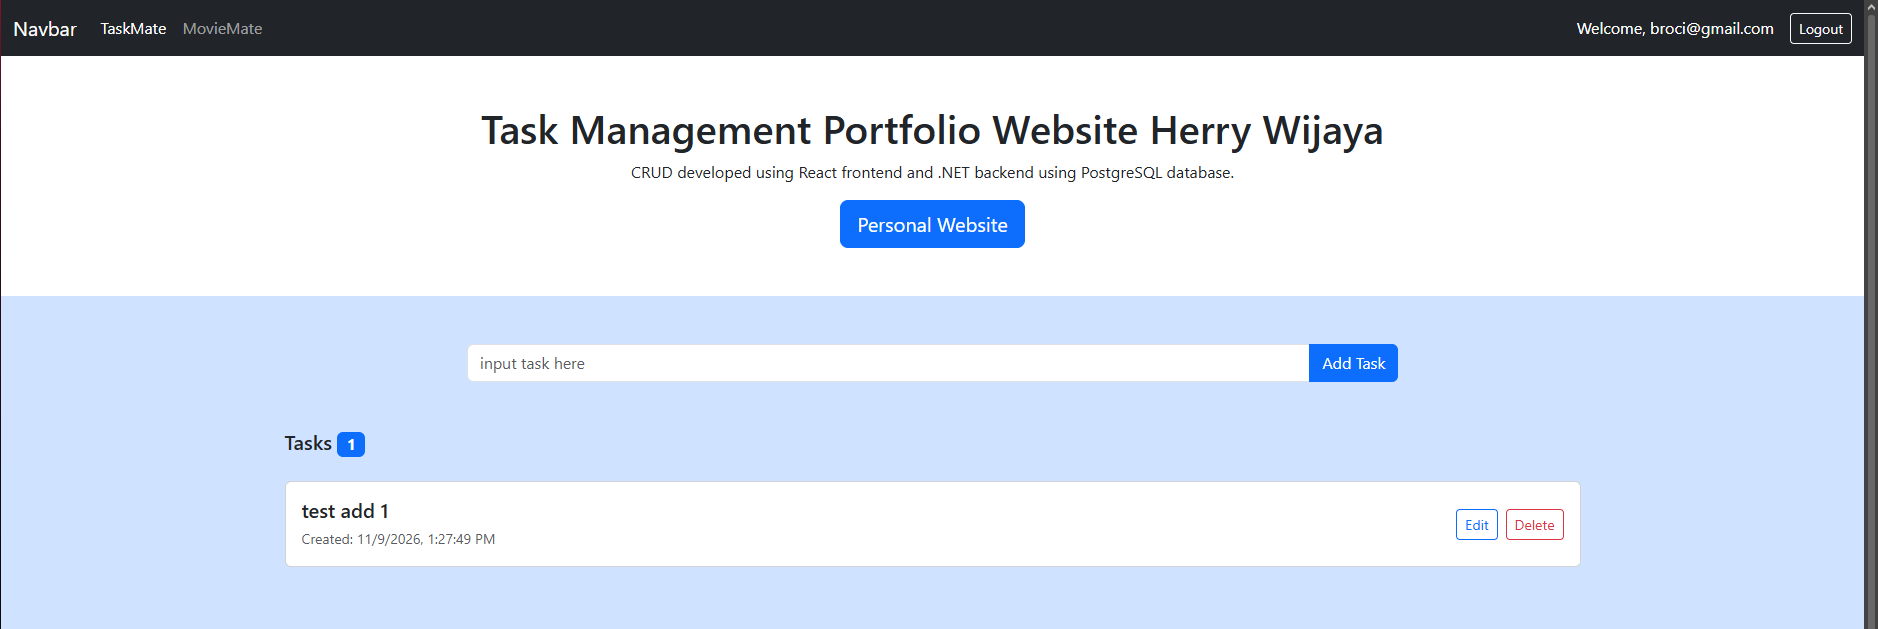 Navbar TaskMate MovieMate Welcome, broci@gmail.com Logout
Task Management Portfolio Website Herry Wijaya
CRUD developed using React frontend and .NET backend using PostgreSQL database.
Personal Website
input task here Add Task
Tasks 1
test add 1
Created: 11/9/2026, 1:27:49 PM
Edit Delete